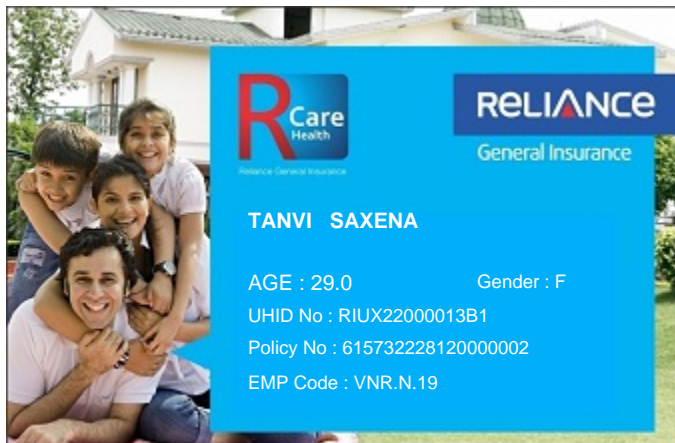 R Care
Health
Reliance General Insurance
RELIANCE
General Insurance
TANVI SAXENA
AGE : 29.0 Gender : F
UHID No : RIUX22000013B1
Policy No : 615732228120000002
EMP Code : VNR.N.19